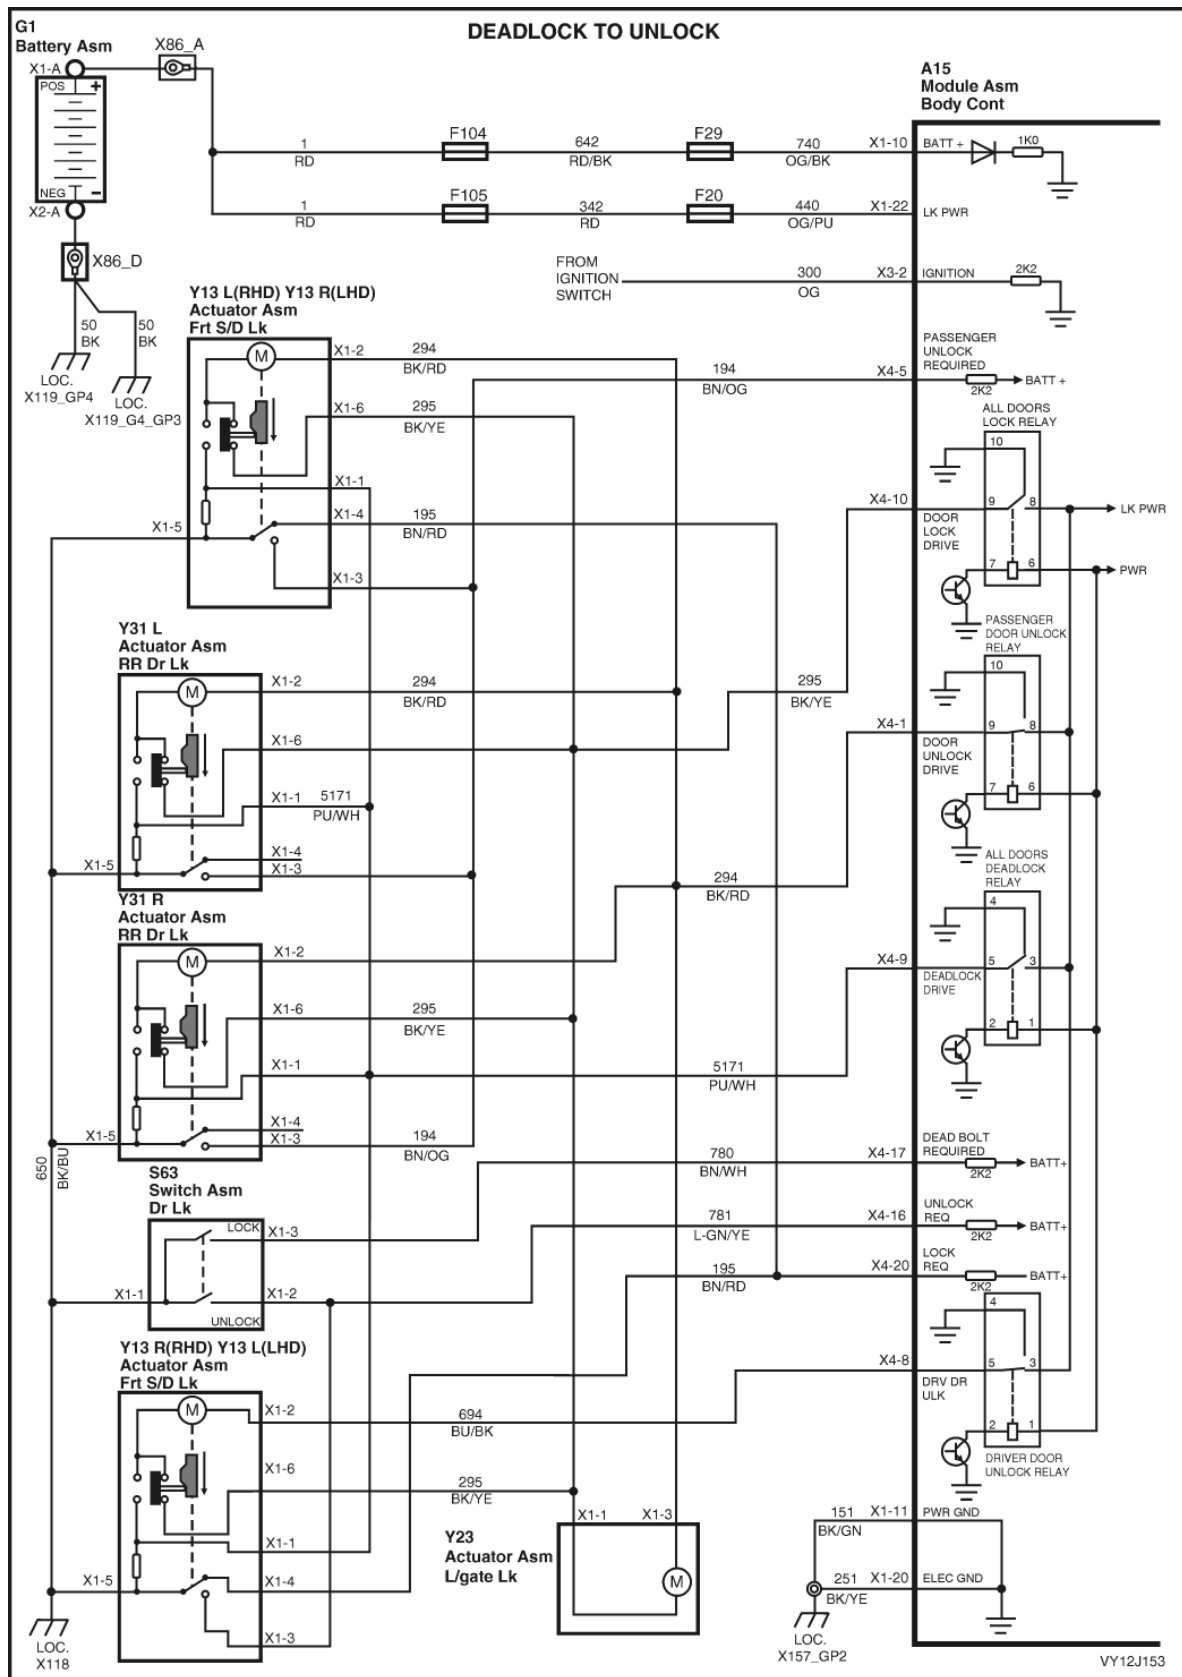 DEADLOCK TO UNLOCK
G1
Battery Asm
X86_A
X1-A
POS +
NEG -
X2-A
X86_D
50
BK
50
BK
LOC.
X119_GP4
LOC.
X119_G4_GP3
A15
Module Asm
Body Cont
1
RD
F104
642
RD/BK
F29
740
OG/BK
X1-10
BATT +
1K0
1
RD
F105
342
RD
F20
440
OG/PU
X1-22
LK PWR
FROM
IGNITION
SWITCH
300
OG
X3-2
IGNITION
2K2
Y13 L(RHD) Y13 R(LHD)
Actuator Asm
Frt S/D Lk
M
X1-2
294
BK/RD
X1-6
295
BK/YE
X1-1
X1-4
195
BN/RD
X1-5
X1-3
194
BN/OG
X4-5
PASSENGER
UNLOCK
REQUIRED
2K2
BATT +
ALL DOORS
LOCK RELAY
10
9
8
7
6
X4-10
DOOR
LOCK
DRIVE
LK PWR
PWR
PASSENGER
DOOR UNLOCK
RELAY
10
9
8
7
6
X4-1
DOOR
UNLOCK
DRIVE
Y31 L
Actuator Asm
RR Dr Lk
M
X1-2
294
BK/RD
295
BK/YE
X1-6
X1-1
5171
PU/WH
X1-4
X1-3
X1-5
294
BK/RD
ALL DOORS
DEADLOCK
RELAY
4
5
3
2
1
X4-9
DEADLOCK
DRIVE
Y31 R
Actuator Asm
RR Dr Lk
M
X1-2
X1-6
295
BK/YE
X1-1
5171
PU/WH
X1-4
X1-3
X1-5
194
BN/OG
650
BK/BU
780
BN/WH
X4-17
DEAD BOLT
REQUIRED
2K2
BATT+
S63
Switch Asm
Dr Lk
LOCK
X1-3
X1-1
X1-2
UNLOCK
781
L-GN/YE
X4-16
UNLOCK
REQ
2K2
BATT+
195
BN/RD
X4-20
LOCK
REQ
2K2
BATT+
4
5
3
2
1
X4-8
DRV DR
ULK
DRIVER DOOR
UNLOCK RELAY
Y13 R(RHD) Y13 L(LHD)
Actuator Asm
Frt S/D Lk
M
X1-2
694
BU/BK
X1-6
295
BK/YE
X1-1
X1-4
X1-5
X1-3
Y23
Actuator Asm
L/gate Lk
X1-1
X1-3
M
151
BK/GN
X1-11
PWR GND
251
BK/YE
X1-20
ELEC GND
LOC.
X118
LOC.
X157_GP2
VY12J153